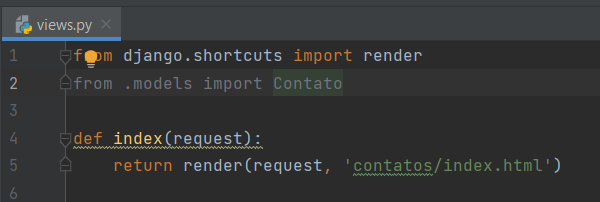 views.py
1 from django.shortcuts import render
2 from .models import Contato
3
4 def index(request):
5 return render(request, 'contatos/index.html')
6